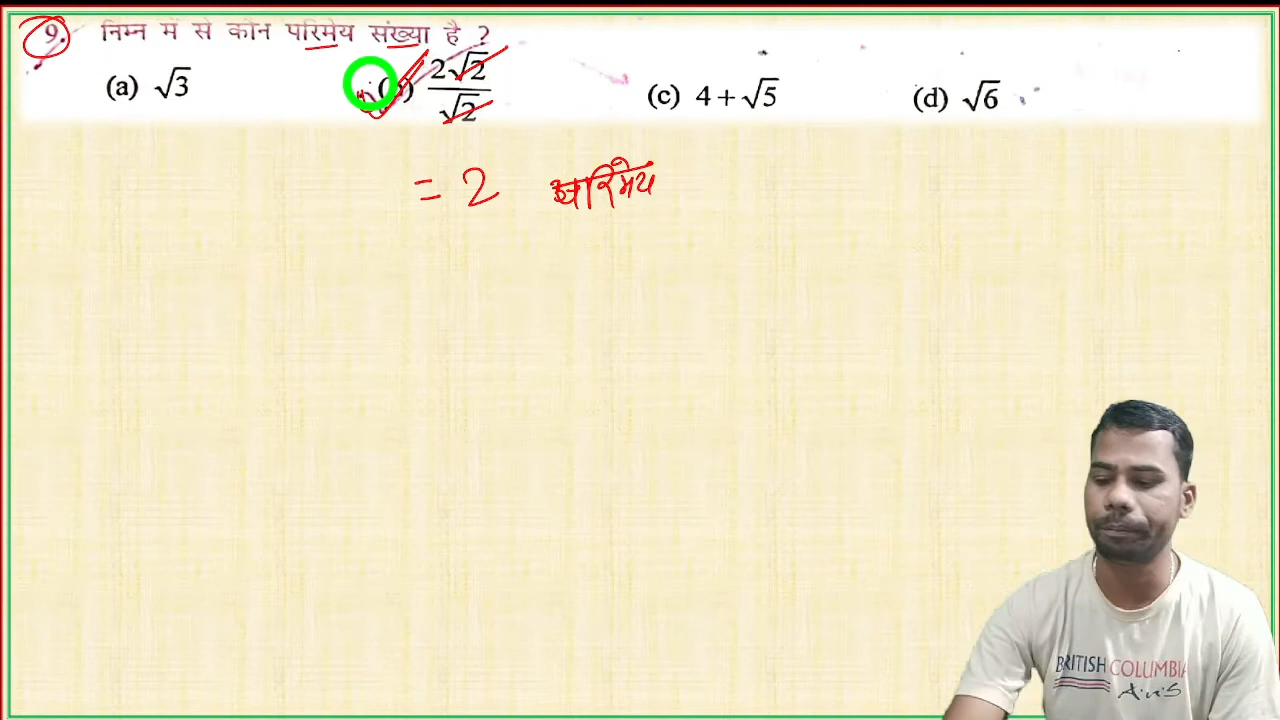 9. निम्न में से कौन परिमेय संख्या है ?
(a) √3 (b) 2√2/√2 (c) 4 + √5 (d) √6
= 2 परिमेय
BRITISH COLUMBIA